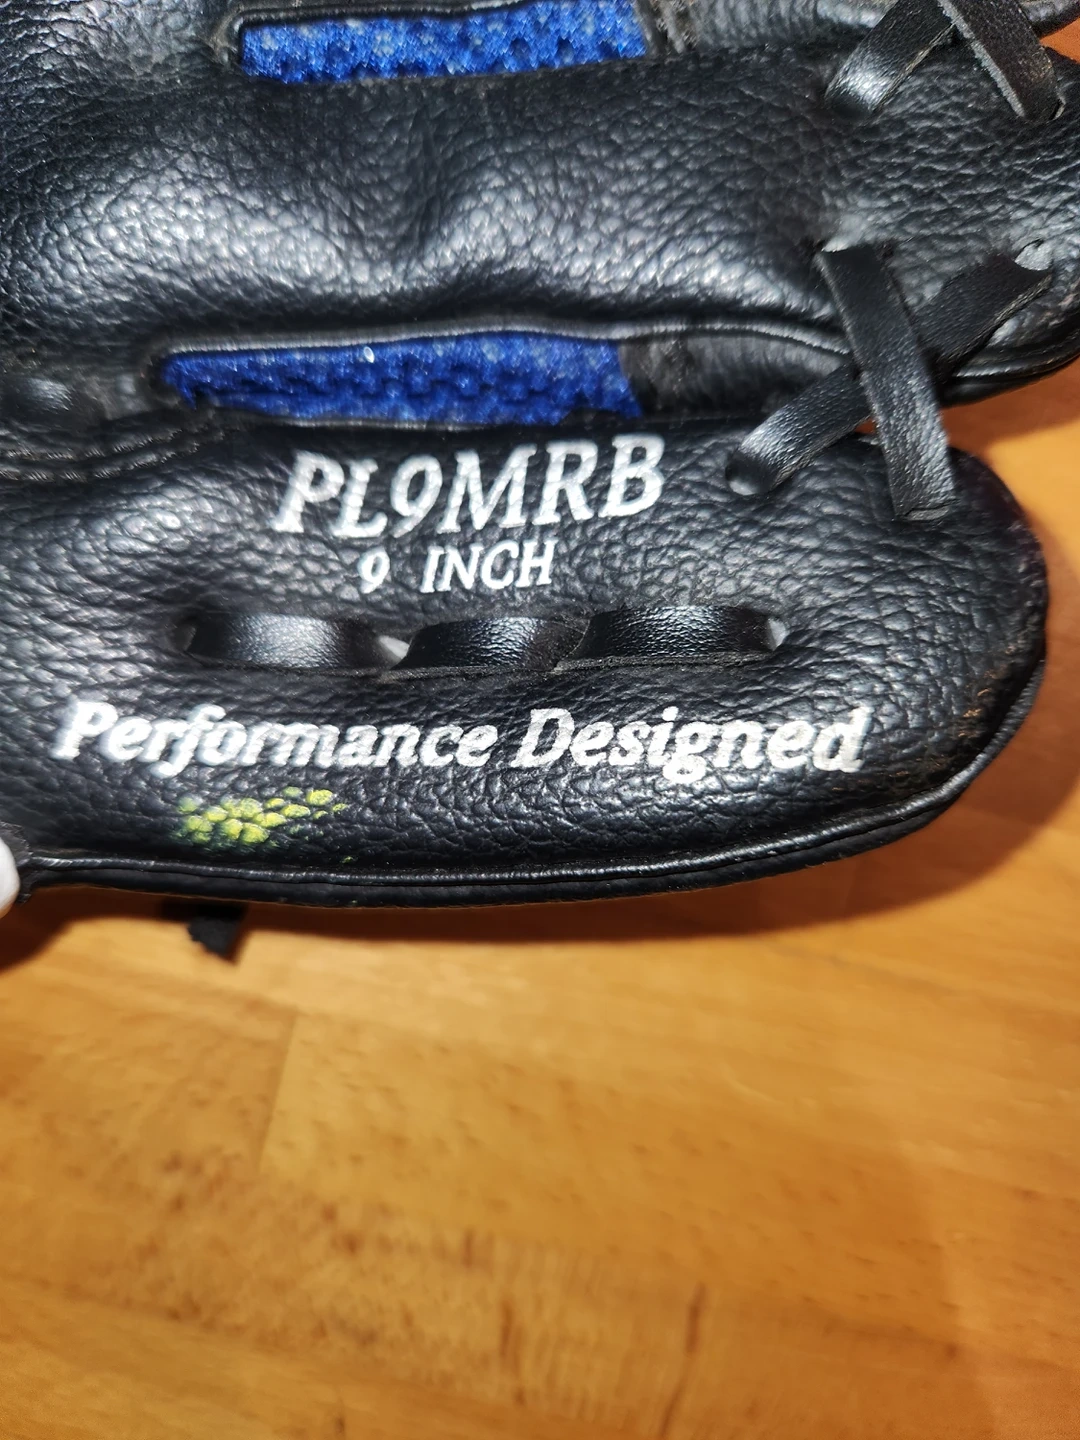 PL9MRB
9 INCH
Performance Designed